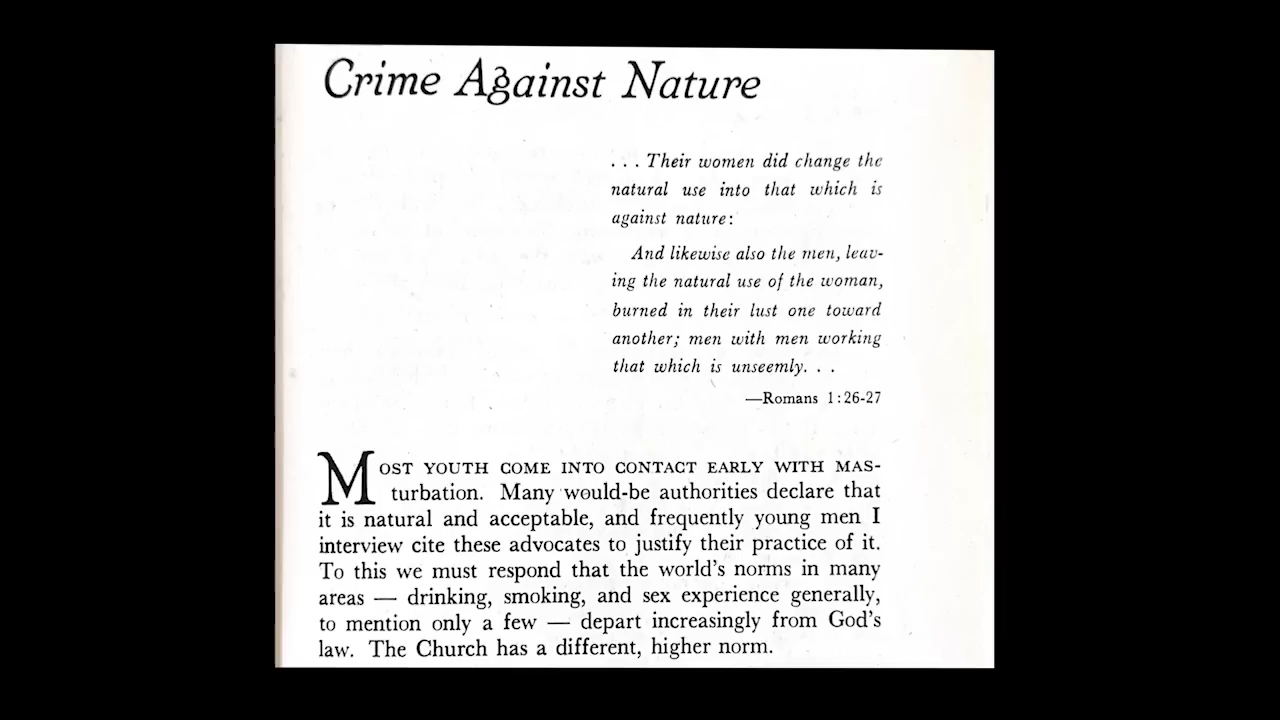 Crime Against Nature
. . . Their women did change the
natural use into that which is
against nature:
And likewise also the men, leav-
ing the natural use of the woman,
burned in their lust one toward
another; men with men working
that which is unseemly. . .
—Romans 1:26-27
MOST YOUTH COME INTO CONTACT EARLY WITH MAS-
turbation. Many would-be authorities declare that
it is natural and acceptable, and frequently young men I
interview cite these advocates to justify their practice of it.
To this we must respond that the world's norms in many
areas — drinking, smoking, and sex experience generally,
to mention only a few — depart increasingly from God's
law. The Church has a different, higher norm.